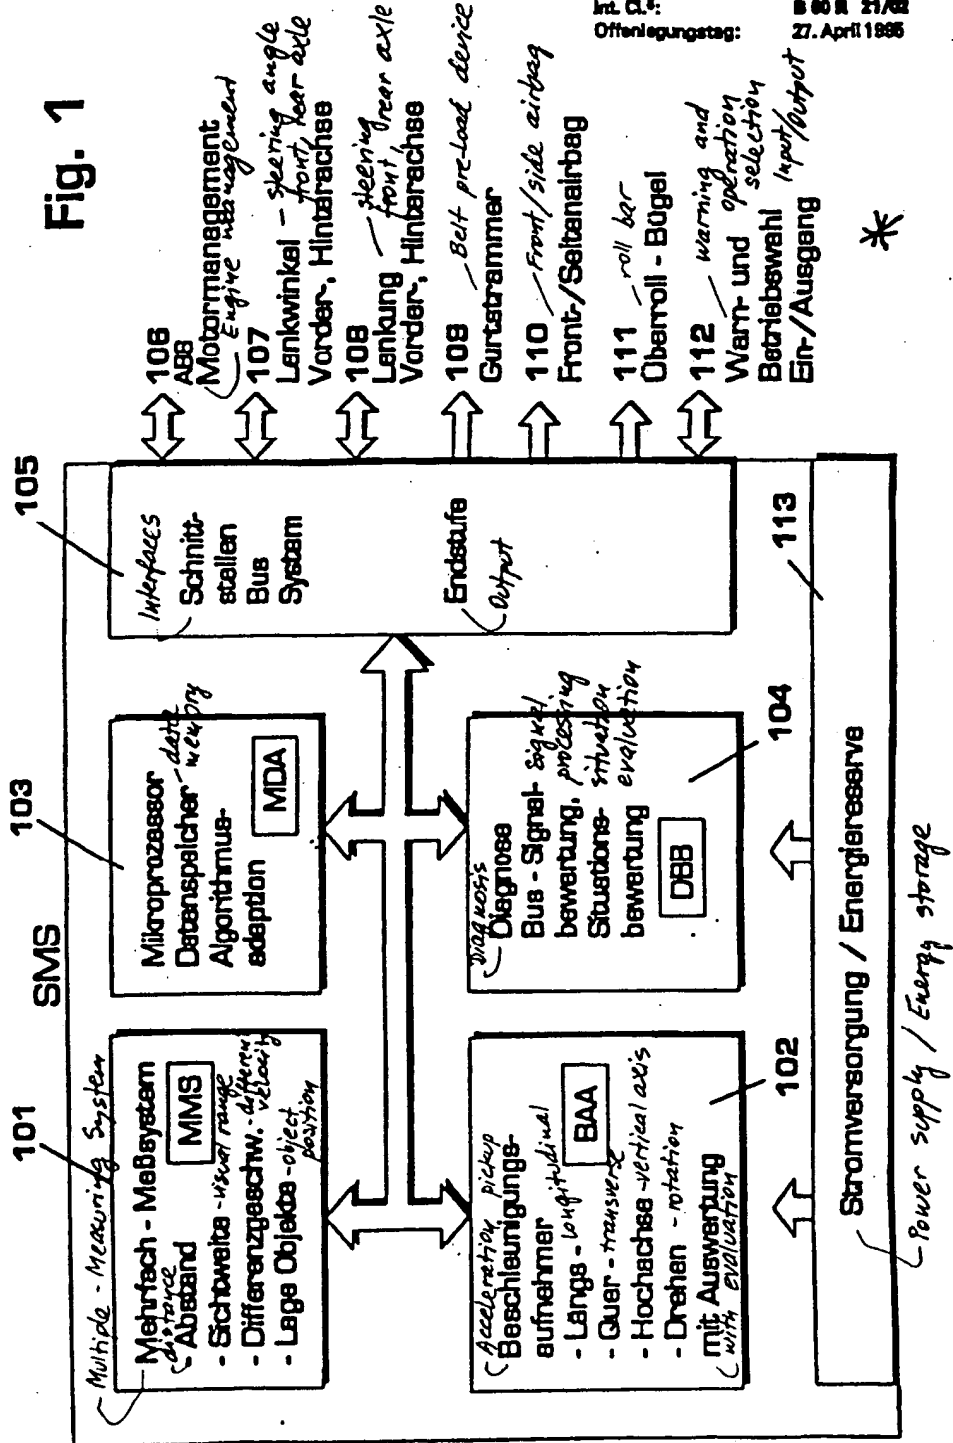 Int. Cl.⁶: B 60 R 21/02
Offenlegungstag: 27. April 1995
Fig. 1
SMS
101
Multiple - Measuring System
Mehrfach - Meßsystem
distance
- Abstand
MMS
- Sichtweite - visual range
- Differenzgeschw. - different velocity
- Lage Objekte - object position
103
Mikroprozessor
Datenspeicher - data memory
Algorithmus-
adaption
MDA
105
Interfaces
Schnitt-
stellen
Bus
System
Endstufe
Output
102
Acceleration pickup
Beschleunigungs-
aufnehmer
BAA
- Längs - longitudinal
- Quer - transverse
- Hochachse - vertical axis
- Drehen - rotation
mit Auswertung
with evaluation
104
Diagnosis
Diagnose
Bus - Signal- signal processing
bewertung,
Situations- situation evaluation
bewertung
DBB
113
Stromversorgung / Energiereserve
Power supply / Energy storage
106
ABS
Motormanagement
Engine management
107
Lenkwinkel - steering angle
Vorder-, Hinterachse
front, rear axle
108
Lenkung - steering
Vorder-, Hinterachse
front, rear axle
109
Gurtstrammer
Belt pre-load device
110
Front-/Seitenairbag
Front/side airbag
111
Überroll - Bügel
roll bar
112
Warn- und
Betriebswahl
Ein-/Ausgang
warning and
operation
selection
Input/Output
*